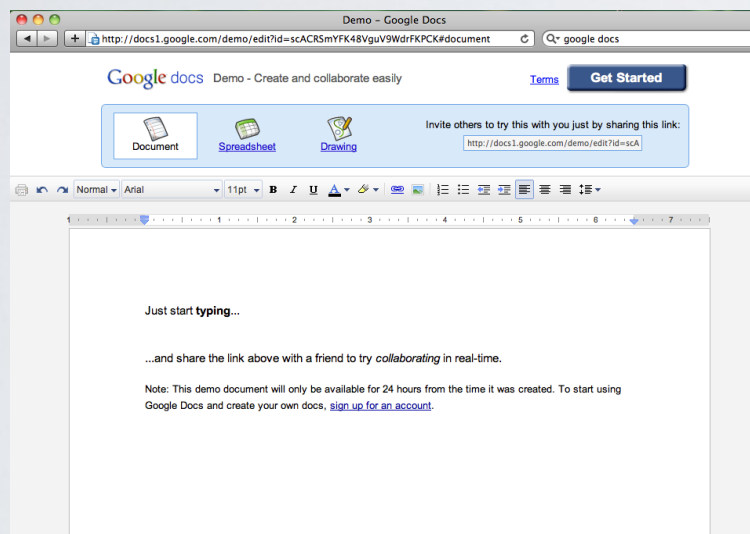 Demo – Google Docs
http://docs1.google.com/demo/edit?id=scACRSmYFK48VguV9WdrFKPCK#document
google docs
Google docs Demo - Create and collaborate easily
Terms
Get Started
Document
Spreadsheet
Drawing
Invite others to try this with you just by sharing this link:
http://docs1.google.com/demo/edit?id=scA
Normal Arial 11pt B I U A
1 1 2 3 4 5 6 7
Just start typing...
...and share the link above with a friend to try collaborating in real-time.
Note: This demo document will only be available for 24 hours from the time it was created. To start using
Google Docs and create your own docs, sign up for an account.